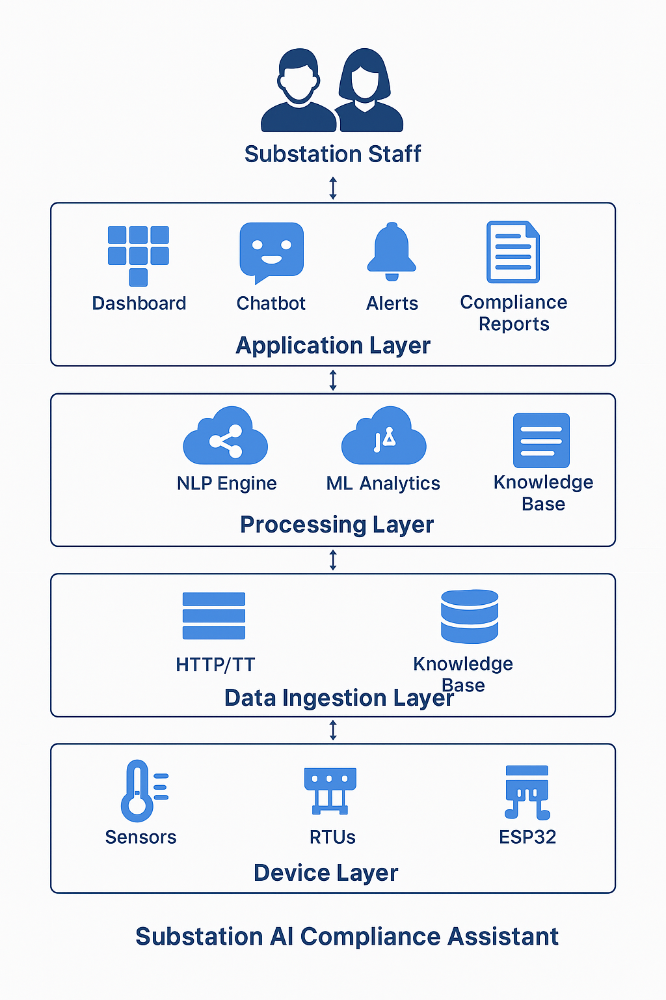 Substation Staff
Dashboard
Chatbot
Alerts
Compliance
Reports
Application Layer
NLP Engine
ML Analytics
Knowledge
Base
Processing Layer
HTTP/TT
Knowledge
Base
Data Ingestion Layer
Sensors
RTUs
ESP32
Device Layer
Substation AI Compliance Assistant